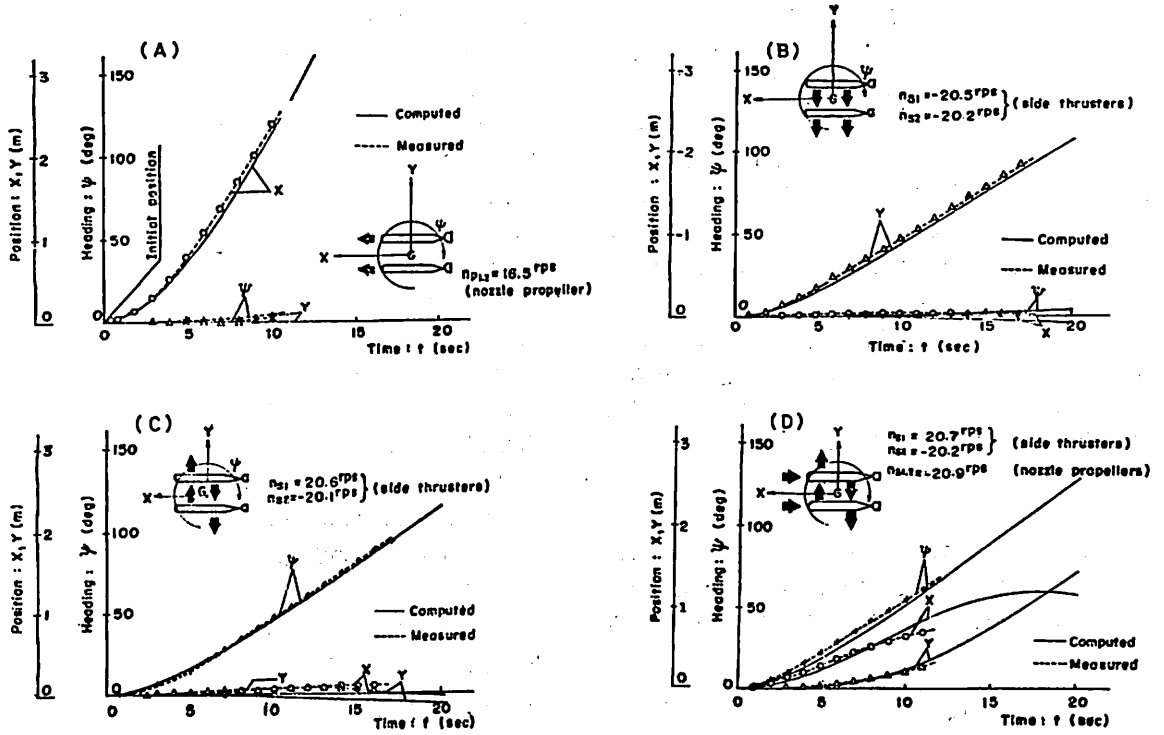 (A)
3
2
1
0
Position : X, Y (m)
150
100
50
0
Heading : ψ (deg)
Initial position
Computed
Measured
X
Y
ψ
X
G
n_P1,2 = 16.5 rps
(nozzle propeller)
ψ
Y
0
5
10
15
20
Time : t (sec)
(B)
-3
-2
-1
0
Position : X, Y (m)
150
100
50
0
Heading : ψ (deg)
Y
ψ
X
G
n_S1 = -20.5 rps
n_S2 = -20.2 rps
(side thrusters)
Y
Computed
Measured
ψ
X
0
5
10
15
20
Time : t (sec)
(C)
3
2
1
0
Position : X, Y (m)
150
100
50
0
Heading : ψ (deg)
Y
ψ
X
G
n_S1 = 20.6 rps
n_S2 = -20.1 rps
(side thrusters)
ψ
Computed
Measured
Y
X
Y
0
5
10
15
20
Time : t (sec)
(D)
3
2
1
0
Position : X, Y (m)
150
100
50
0
Heading : ψ (deg)
Y
ψ
X
G
n_S1 = 20.7 rps
n_S2 = -20.2 rps
(side thrusters)
-20.9 rps
(nozzle propellers)
ψ
X
Y
Computed
Measured
0
5
10
15
20
Time : t (sec)